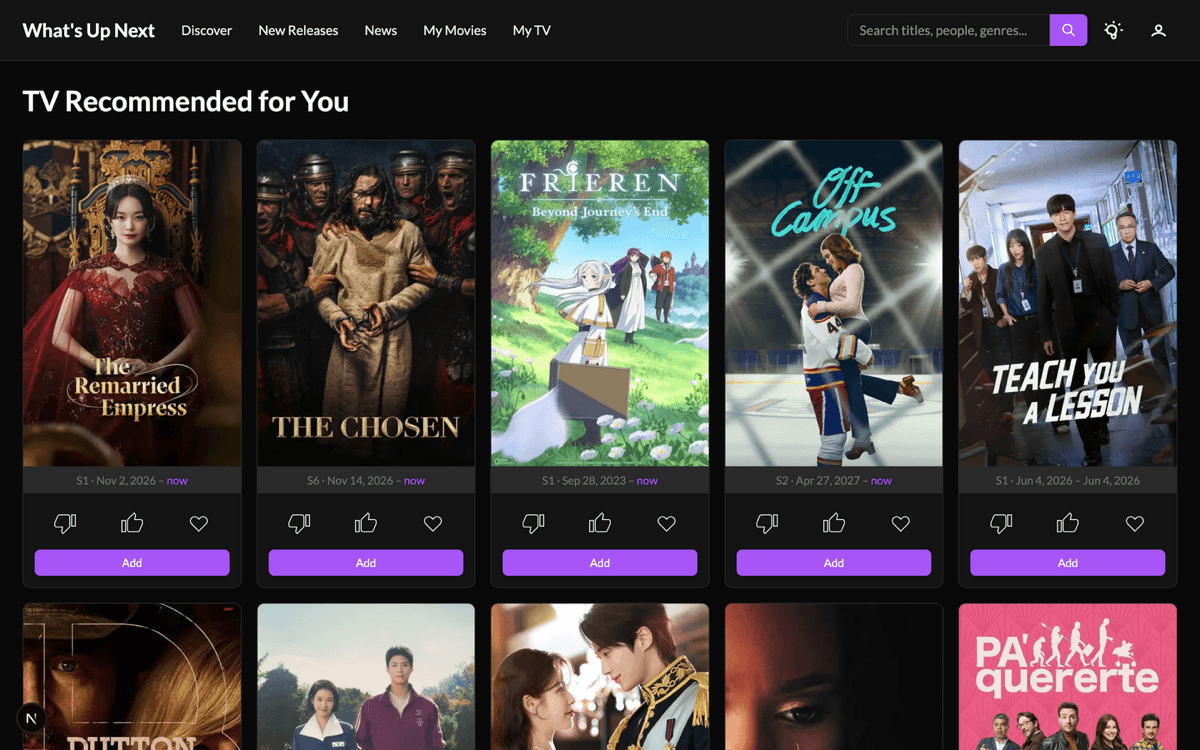 What's Up Next
Discover
New Releases
News
My Movies
My TV
Search titles, people, genres...
TV Recommended for You
The
Remarried
Empress
THE CHOSEN
FRIEREN
Beyond Journey's End
Off
Campus
44
TEACH YOU
A LESSON
S1 · Nov 2, 2026 – now
S6 · Nov 14, 2026 – now
S1 · Sep 28, 2023 – now
S2 · Apr 27, 2027 – now
S1 · Jun 4, 2026 – Jun 4, 2026
Add
Add
Add
Add
Add
DUTTON
PA'
quererte
N